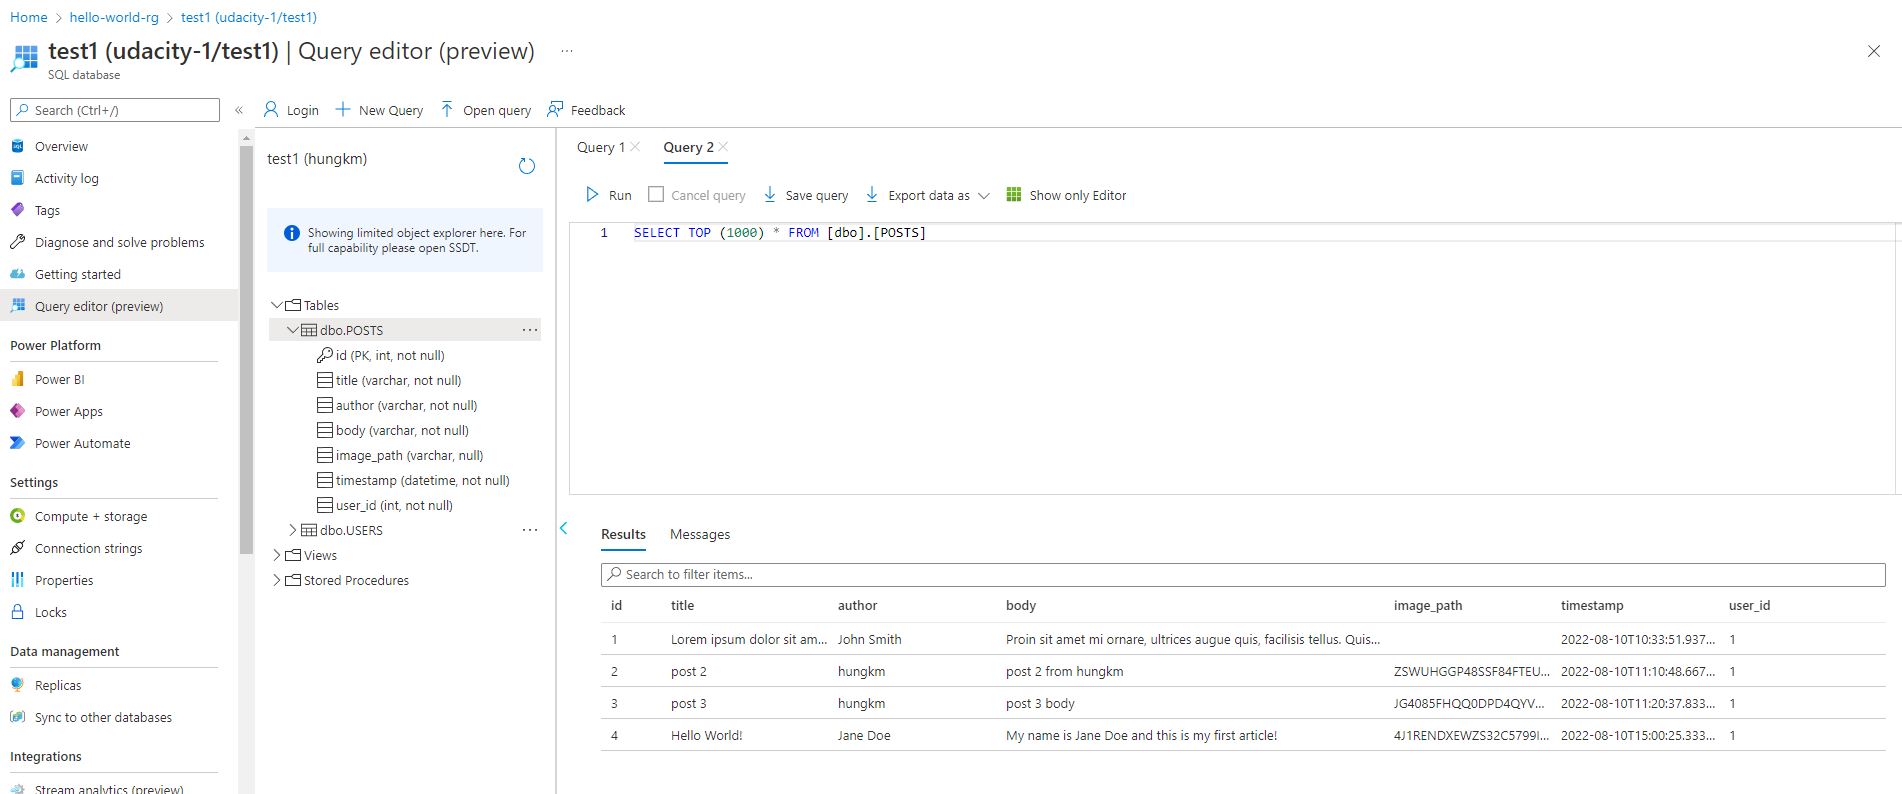 Home > hello-world-rg > test1 (udacity-1/test1)
test1 (udacity-1/test1) | Query editor (preview) ...
SQL database
Search (Ctrl+/)
«
Login
New Query
Open query
Feedback
Overview
Activity log
Tags
Diagnose and solve problems
Getting started
Query editor (preview)
Power Platform
Power BI
Power Apps
Power Automate
Settings
Compute + storage
Connection strings
Properties
Locks
Data management
Replicas
Sync to other databases
Integrations
Stream analytics (preview)
test1 (hungkm)
Showing limited object explorer here. For
full capability please open SSDT.
Tables
dbo.POSTS ...
id (PK, int, not null)
title (varchar, not null)
author (varchar, not null)
body (varchar, not null)
image_path (varchar, null)
timestamp (datetime, not null)
user_id (int, not null)
dbo.USERS ...
Views
Stored Procedures
Query 1 Query 2
Run Cancel query Save query Export data as Show only Editor
1 SELECT TOP (1000) * FROM [dbo].[POSTS]
Results Messages
Search to filter items...
id title author body image_path timestamp user_id
1 Lorem ipsum dolor sit am... John Smith Proin sit amet mi ornare, ultrices augue quis, facilisis tellus. Quis... 2022-08-10T10:33:51.937... 1
2 post 2 hungkm post 2 from hungkm ZSWUHGGP48SSF84FTEU... 2022-08-10T11:10:48.667... 1
3 post 3 hungkm post 3 body JG4085FHQQ0DPD4QYV... 2022-08-10T11:20:37.833... 1
4 Hello World! Jane Doe My name is Jane Doe and this is my first article! 4J1RENDXEWZS32C5799I... 2022-08-10T15:00:25.333... 1